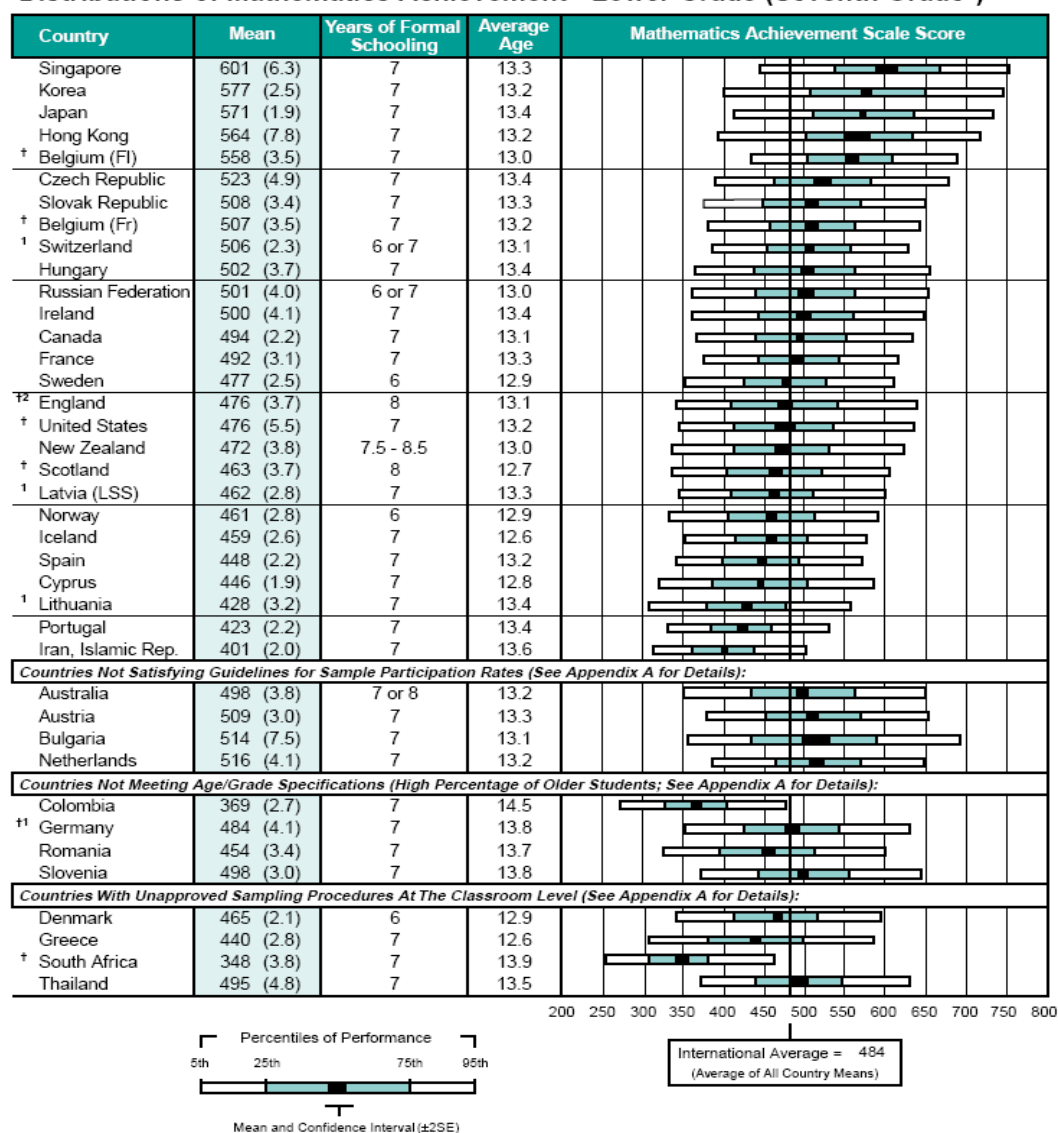 Distributions of Mathematics Achievement - Lower Grade (Seventh Grade*)
Country Mean Years of Formal Schooling Average Age Mathematics Achievement Scale Score
Singapore 601 (6.3) 7 13.3
Korea 577 (2.5) 7 13.2
Japan 571 (1.9) 7 13.4
Hong Kong 564 (7.8) 7 13.2
† Belgium (Fl) 558 (3.5) 7 13.0
Czech Republic 523 (4.9) 7 13.4
Slovak Republic 508 (3.4) 7 13.3
† Belgium (Fr) 507 (3.5) 7 13.2
1 Switzerland 506 (2.3) 6 or 7 13.1
Hungary 502 (3.7) 7 13.4
Russian Federation 501 (4.0) 6 or 7 13.0
Ireland 500 (4.1) 7 13.4
Canada 494 (2.2) 7 13.1
France 492 (3.1) 7 13.3
Sweden 477 (2.5) 6 12.9
†2 England 476 (3.7) 8 13.1
† United States 476 (5.5) 7 13.2
New Zealand 472 (3.8) 7.5 - 8.5 13.0
† Scotland 463 (3.7) 8 12.7
1 Latvia (LSS) 462 (2.8) 7 13.3
Norway 461 (2.8) 6 12.9
Iceland 459 (2.6) 7 12.6
Spain 448 (2.2) 7 13.2
Cyprus 446 (1.9) 7 12.8
1 Lithuania 428 (3.2) 7 13.4
Portugal 423 (2.2) 7 13.4
Iran, Islamic Rep. 401 (2.0) 7 13.6
Countries Not Satisfying Guidelines for Sample Participation Rates (See Appendix A for Details):
Australia 498 (3.8) 7 or 8 13.2
Austria 509 (3.0) 7 13.3
Bulgaria 514 (7.5) 7 13.1
Netherlands 516 (4.1) 7 13.2
Countries Not Meeting Age/Grade Specifications (High Percentage of Older Students; See Appendix A for Details):
Colombia 369 (2.7) 7 14.5
†1 Germany 484 (4.1) 7 13.8
Romania 454 (3.4) 7 13.7
Slovenia 498 (3.0) 7 13.8
Countries With Unapproved Sampling Procedures At The Classroom Level (See Appendix A for Details):
Denmark 465 (2.1) 6 12.9
Greece 440 (2.8) 7 12.6
† South Africa 348 (3.8) 7 13.9
Thailand 495 (4.8) 7 13.5
200 250 300 350 400 450 500 550 600 650 700 750 800
Percentiles of Performance
5th 25th 75th 95th
Mean and Confidence Interval (±2SE)
International Average = 484
(Average of All Country Means)